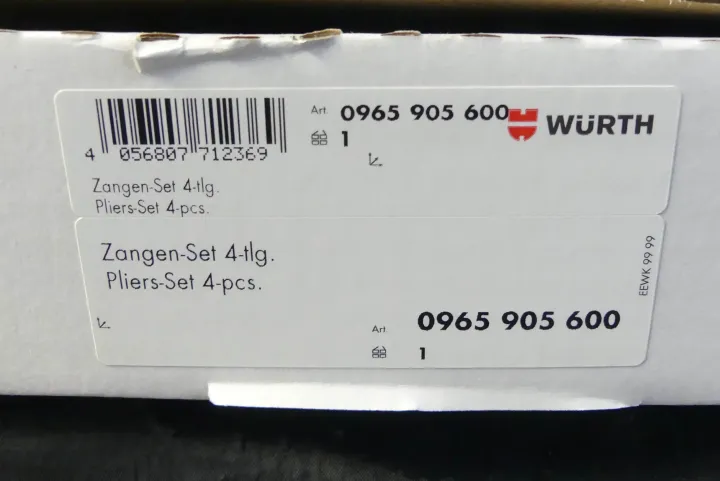 Art. 0965 905 600 WÜRTH
1
4 056807 712369
Zangen-Set 4-tlg.
Pliers-Set 4-pcs.
Zangen-Set 4-tlg.
Pliers-Set 4-pcs.
EEWK 99 99
Art. 0965 905 600
1